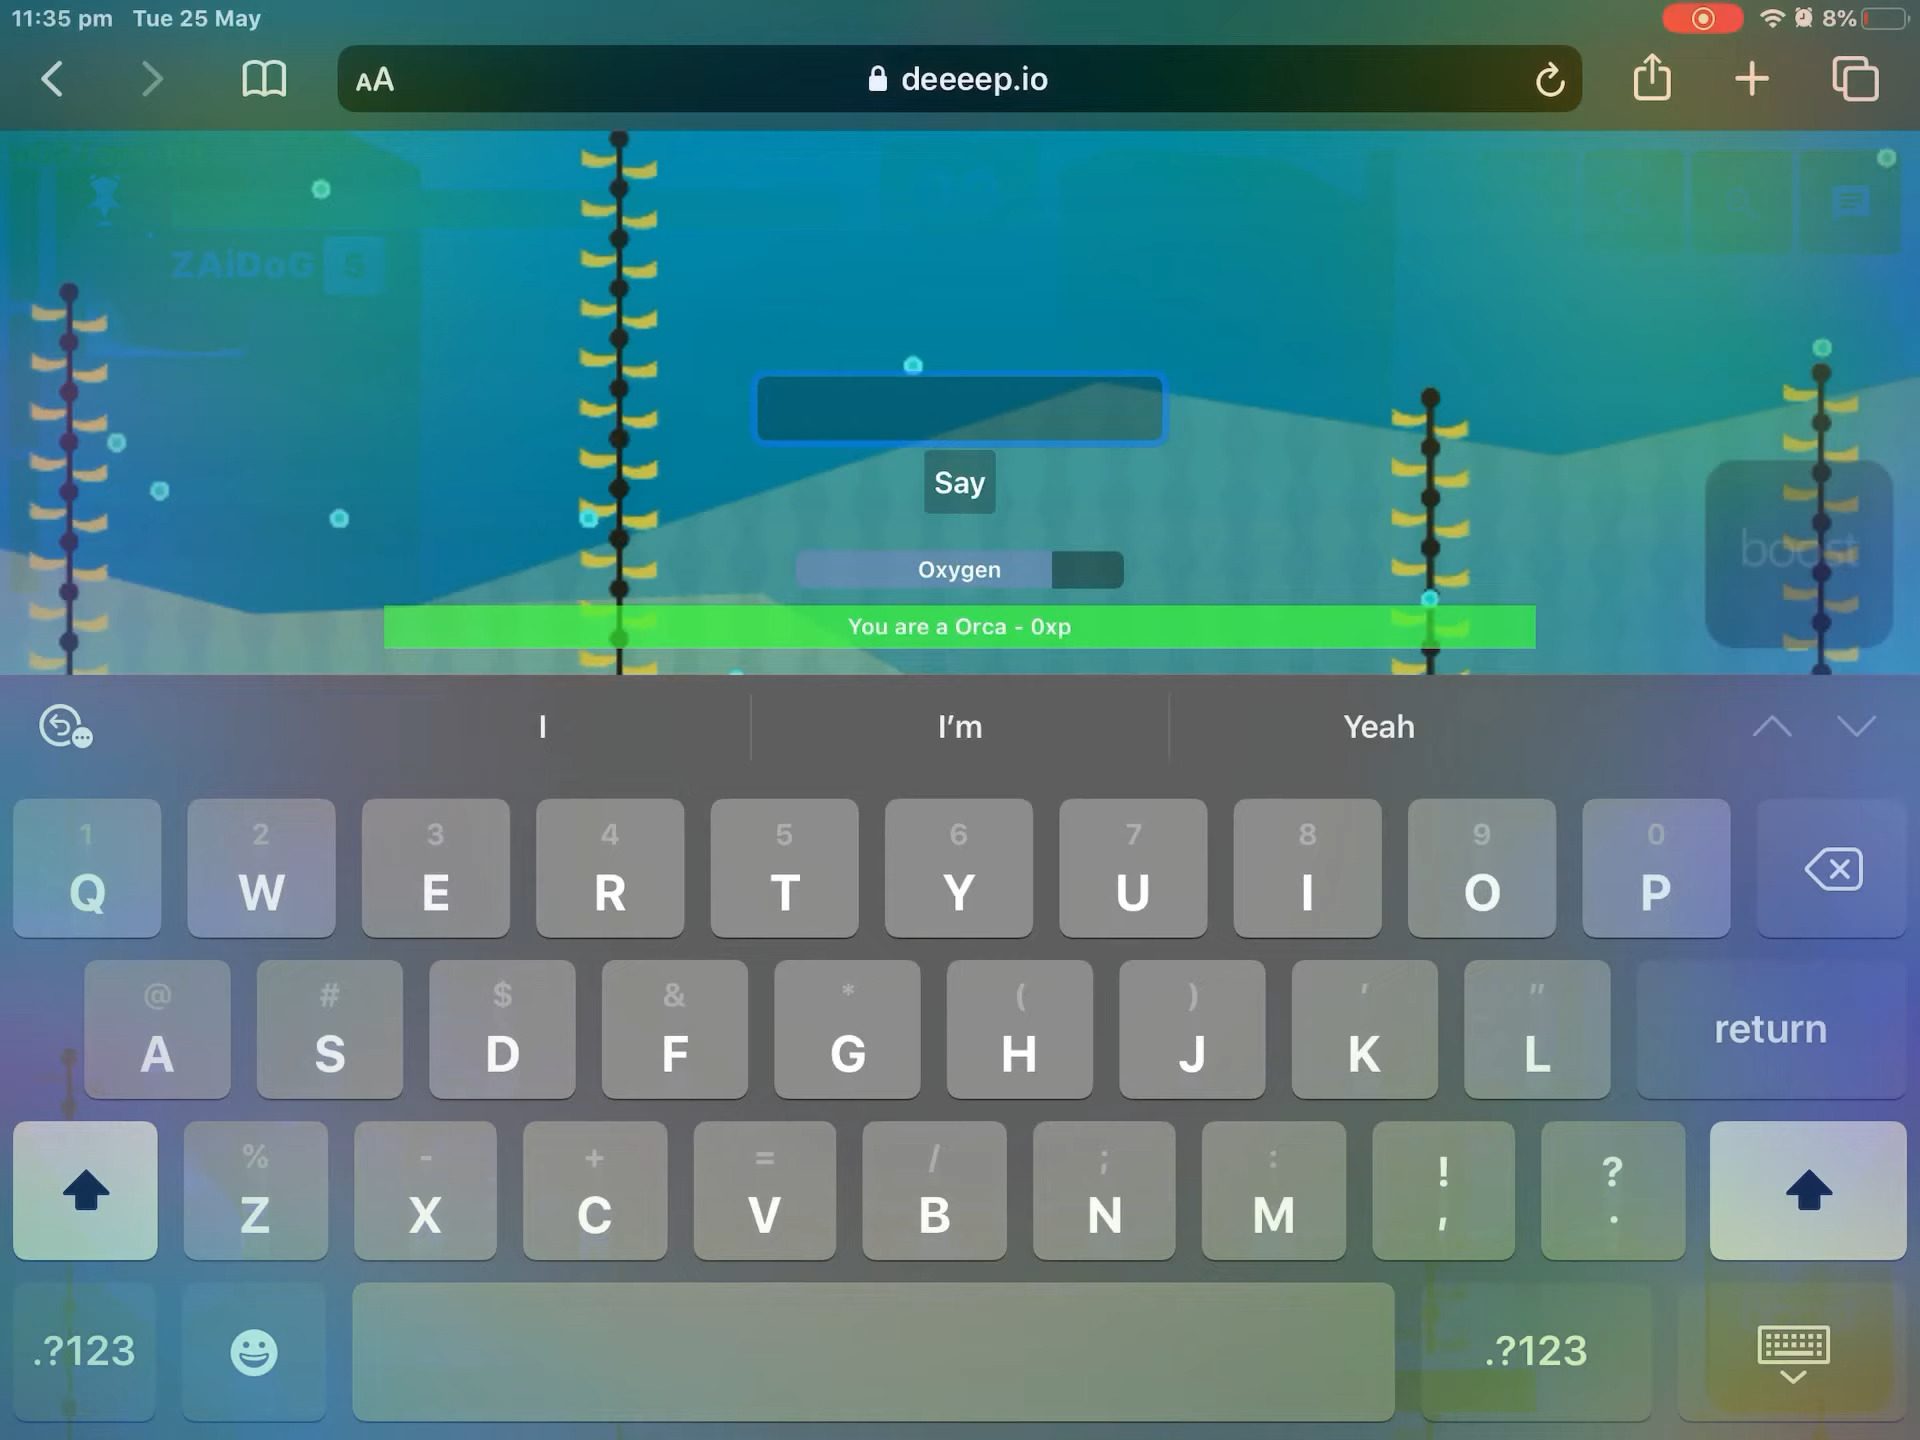 11:35 pm Tue 25 May 8%
AA deeeep.io
ZAiDoG 5
Say
boost
Oxygen
You are a Orca - 0xp
I I'm Yeah
1 2 3 4 5 6 7 8 9 0
Q W E R T Y U I O P
@ # $ & * ( ) ' "
A S D F G H J K L return
% - + = / ; : ! ?
Z X C V B N M , .
.?123 .?123